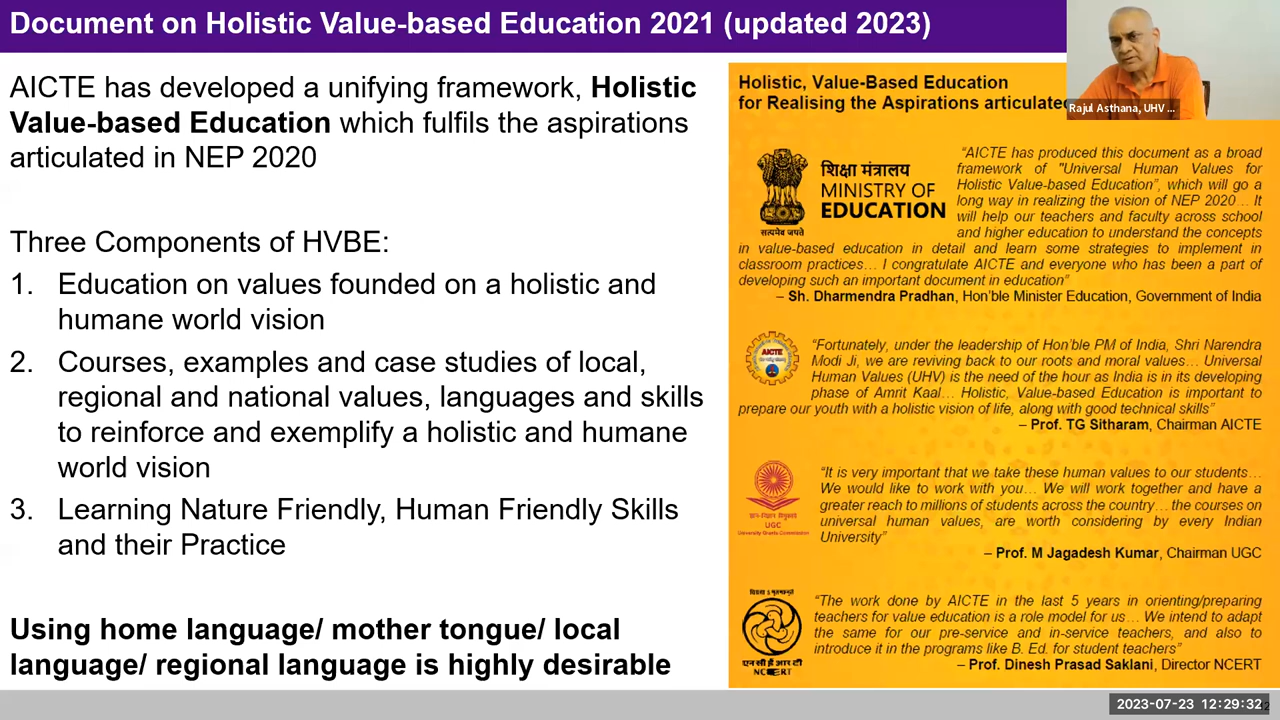 Document on Holistic Value-based Education 2021 (updated 2023)
AICTE has developed a unifying framework, Holistic
Value-based Education which fulfils the aspirations
articulated in NEP 2020
Three Components of HVBE:
1. Education on values founded on a holistic and
humane world vision
2. Courses, examples and case studies of local,
regional and national values, languages and skills
to reinforce and exemplify a holistic and humane
world vision
3. Learning Nature Friendly, Human Friendly Skills
and their Practice
Using home language/ mother tongue/ local
language/ regional language is highly desirable
Holistic, Value-Based Education
for Realising the Aspirations articulated
Rajul Asthana, UHV ...
सत्यमेव जयते
शिक्षा मंत्रालय
MINISTRY OF
EDUCATION
“AICTE has produced this document as a broad
framework of "Universal Human Values for
Holistic Value-based Education”, which will go a
long way in realizing the vision of NEP 2020… It
will help our teachers and faculty across school
and higher education to understand the concepts
in value-based education in detail and learn some strategies to implement in
classroom practices… I congratulate AICTE and everyone who has been a part of
developing such an important document in education”
– Sh. Dharmendra Pradhan, Hon’ble Minister Education, Government of India
AICTE
“Fortunately, under the leadership of Hon’ble PM of India, Shri Narendra
Modi Ji, we are reviving back to our roots and moral values… Universal
Human Values (UHV) is the need of the hour as India is in its developing
phase of Amrit Kaal… Holistic, Value-based Education is important to
prepare our youth with a holistic vision of life, along with good technical skills”
– Prof. TG Sitharam, Chairman AICTE
UGC
University Grants Commission
“It is very important that we take these human values to our students…
We would like to work with you… We will work together and have a
greater reach to millions of students across the country… the courses on
universal human values, are worth considering by every Indian
University”
– Prof. M Jagadesh Kumar, Chairman UGC
एन सी ई आर टी
NCERT
“The work done by AICTE in the last 5 years in orienting/preparing
teachers for value education is a role model for us… We intend to adapt
the same for our pre-service and in-service teachers, and also to
introduce it in the programs like B. Ed. for student teachers”
– Prof. Dinesh Prasad Saklani, Director NCERT
2023-07-23 12:29:32